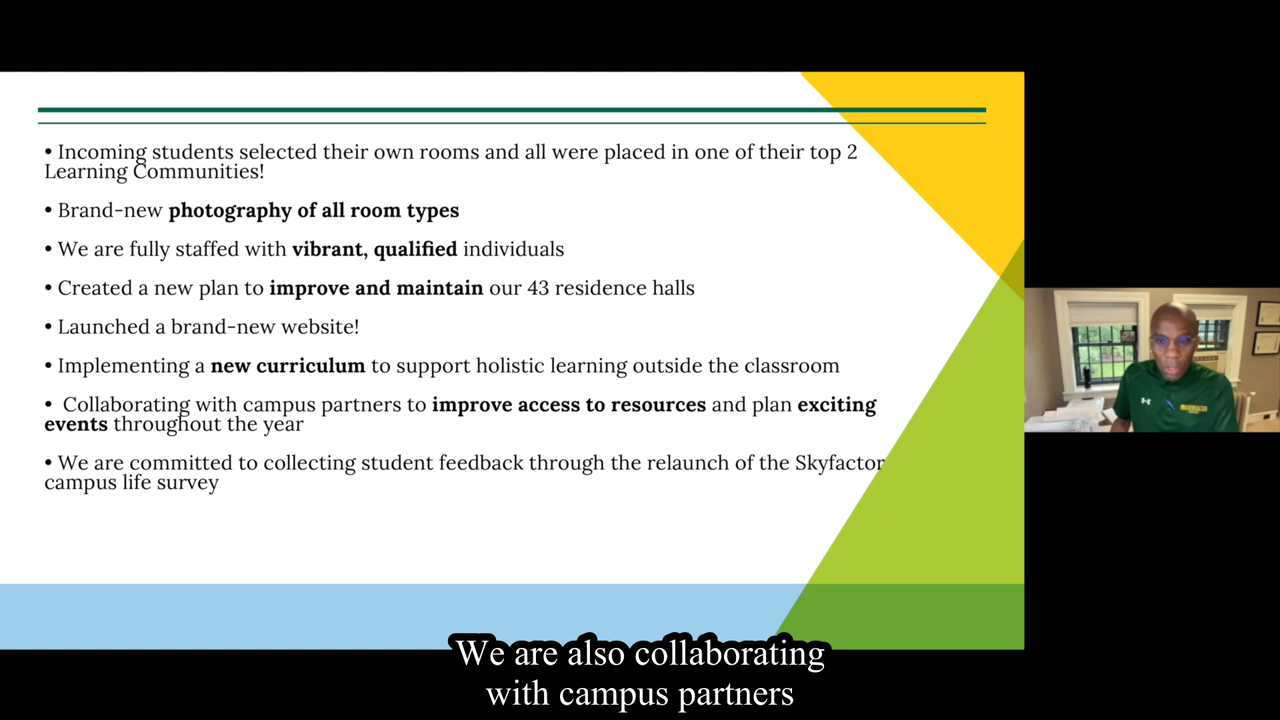 • Incoming students selected their own rooms and all were placed in one of their top 2
Learning Communities!
• Brand-new photography of all room types
• We are fully staffed with vibrant, qualified individuals
• Created a new plan to improve and maintain our 43 residence halls
• Launched a brand-new website!
• Implementing a new curriculum to support holistic learning outside the classroom
• Collaborating with campus partners to improve access to resources and plan exciting
events throughout the year
• We are committed to collecting student feedback through the relaunch of the Skyfactor
campus life survey
We are also collaborating
with campus partners